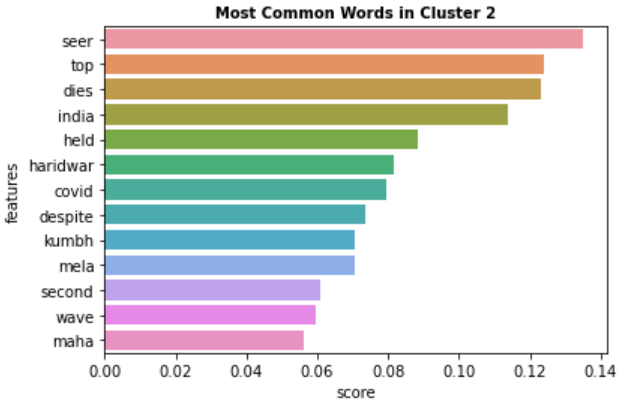 Most Common Words in Cluster 2
seer
top
dies
india
held
haridwar
covid
despite
kumbh
mela
second
wave
maha
features
0.00 0.02 0.04 0.06 0.08 0.10 0.12 0.14
score